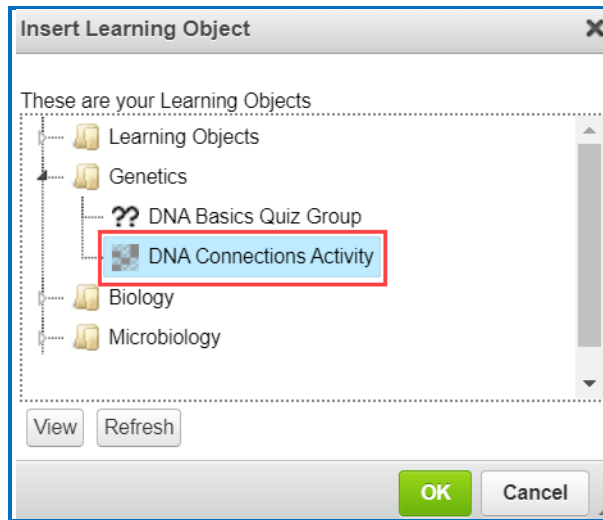 Insert Learning Object
These are your Learning Objects
Learning Objects
Genetics
?? DNA Basics Quiz Group
DNA Connections Activity
Biology
Microbiology
View Refresh
OK Cancel